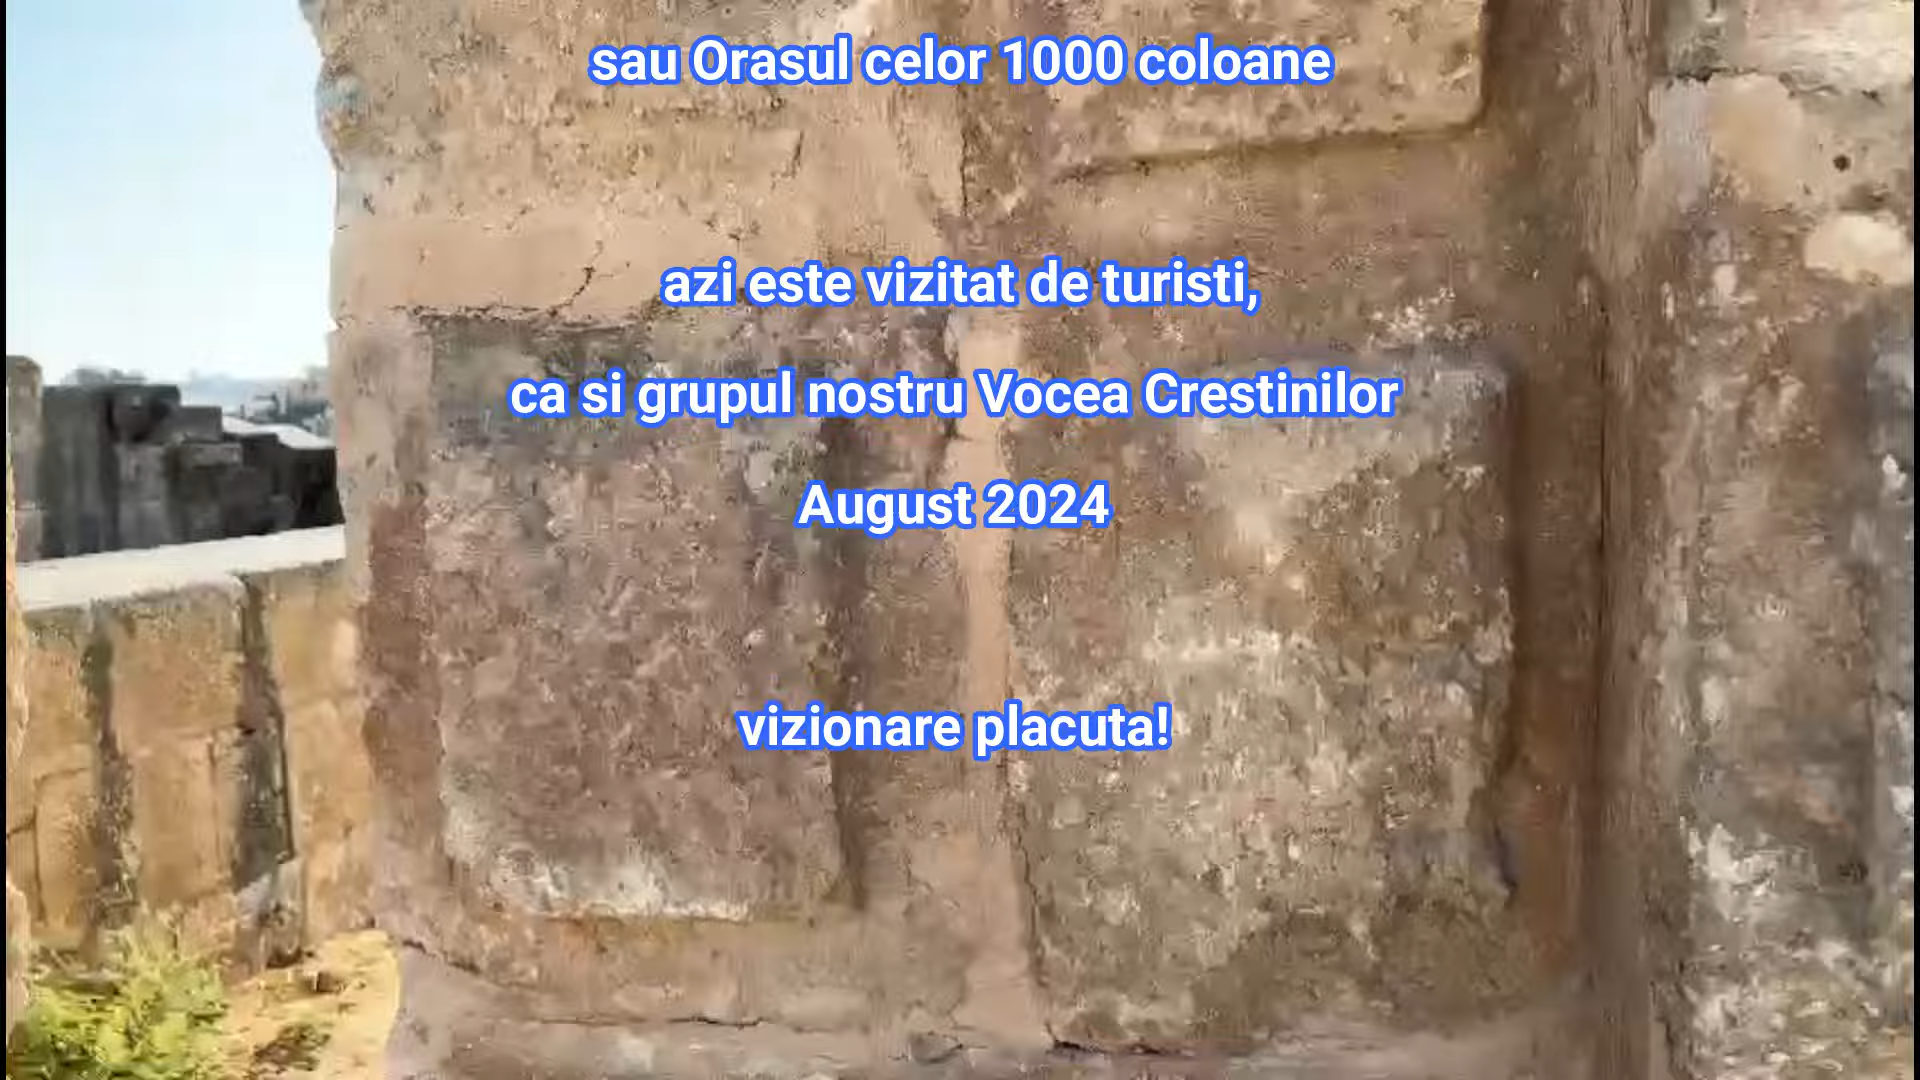 sau Orasul celor 1000 coloane
azi este vizitat de turisti,
ca si grupul nostru Vocea Crestinilor
August 2024
vizionare placuta!